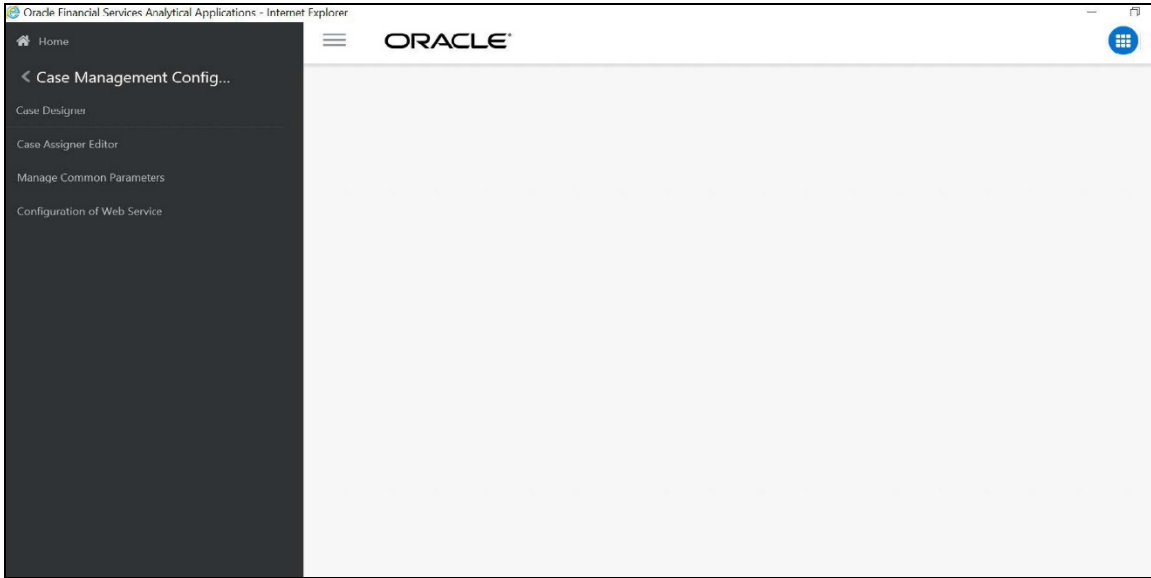 Oracle Financial Services Analytical Applications - Internet Explorer
Home
ORACLE
Case Management Config...
Case Designer
Case Assigner Editor
Manage Common Parameters
Configuration of Web Service